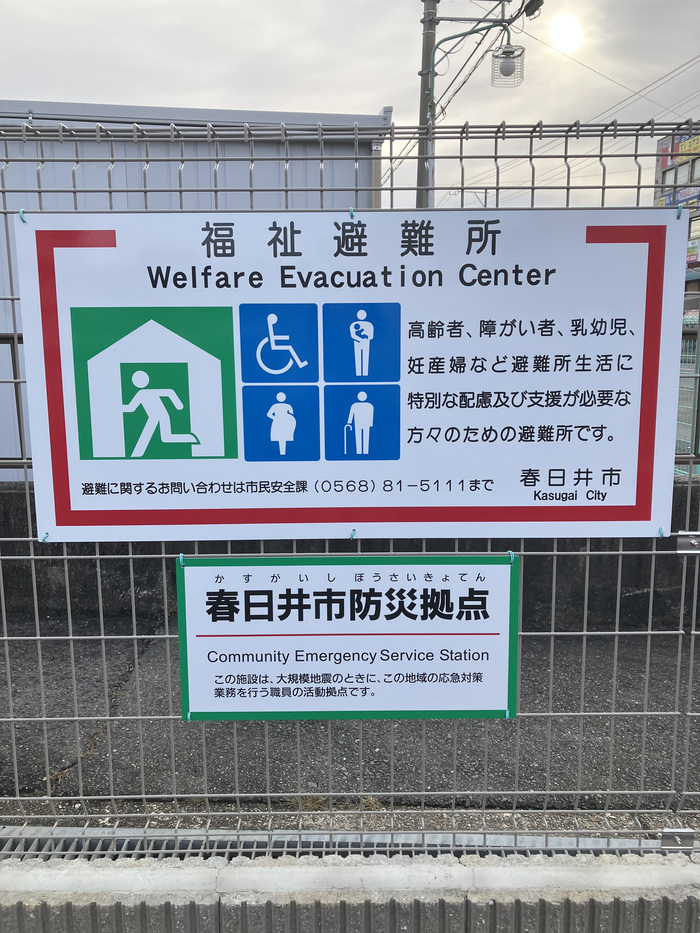 福祉避難所
Welfare Evacuation Center
高齢者、障がい者、乳幼児、
妊産婦など避難所生活に
特別な配慮及び支援が必要な
方々のための避難所です。
避難に関するお問い合わせは市民安全課(0568)81-5111まで
春日井市
Kasugai City
かすがいし ぼうさいきょてん
春日井市防災拠点
Community Emergency Service Station
この施設は、大規模地震のときに、この地域の応急対策
業務を行う職員の活動拠点です。